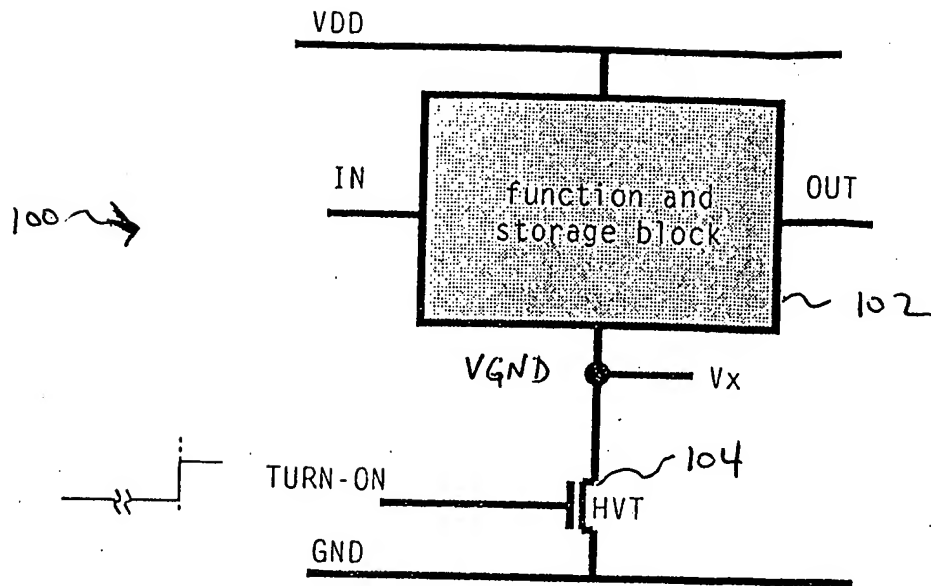 VDD
IN
function and
storage block
OUT
100
102
VGND
Vx
104
TURN-ON
HVT
GND